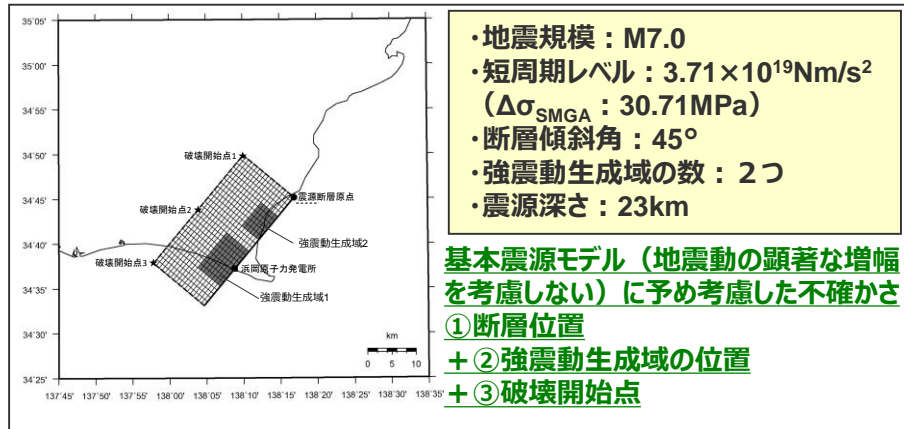 35°05'
35°00'
34°55'
34°50'
34°45'
34°40'
34°35'
34°30'
34°25'
137°45'
137°50'
137°55'
138°00'
138°05'
138°10'
138°15'
138°20'
138°25'
138°30'
138°35'
破壊開始点1
震源断層原点
破壊開始点2
強震動生成域2
破壊開始点3
浜岡原子力発電所
強震動生成域1
km
0 5 10
・地震規模：M7.0
・短周期レベル：3.71×10¹⁹Nm/s²
（Δσ_SMGA：30.71MPa）
・断層傾斜角：45°
・強震動生成域の数：２つ
・震源深さ：23km
基本震源モデル（地震動の顕著な増幅
を考慮しない）に予め考慮した不確かさ
①断層位置
＋②強震動生成域の位置
＋③破壊開始点